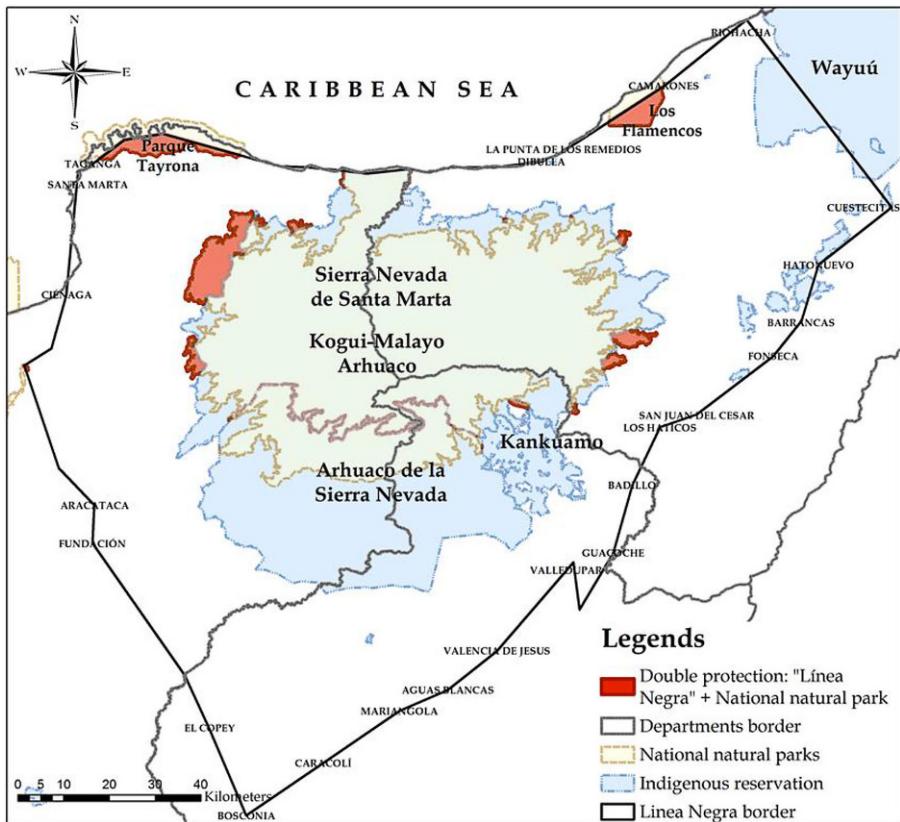 N
W E
S
CARIBBEAN SEA
RIOHACHA
Wayuú
CAMARONES
Los
Flamencos
Parque
Tayrona
TAGANGA
SANTA MARTA
LA PUNTA DE LOS REMEDIOS
DIBULLA
CUESTECITAS
HATONUEVO
BARRANCAS
FONSECA
CIÉNAGA
Sierra Nevada
de Santa Marta
Kogui-Malayo
Arhuaco
SAN JUAN DEL CESAR
LOS HATICOS
Kankuamo
Arhuaco de la
Sierra Nevada
BADILLO
ARACATACA
FUNDACIÓN
GUACOCHE
VALLEDUPAR
VALENCIA DE JESUS
AGUAS BLANCAS
MARIANGOLA
EL COPEY
CARACOLÍ
BOSCONIA
0 5 10 20 30 40
Kilometers
Legends
Double protection: "Línea
Negra" + National natural park
Departments border
National natural parks
Indigenous reservation
Linea Negra border